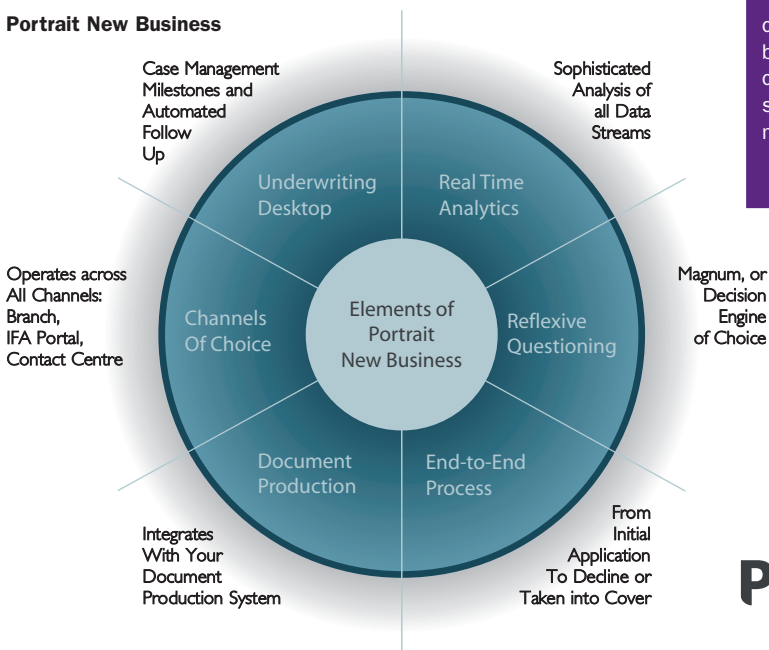 Portrait New Business
Case Management
Milestones and
Automated
Follow
Up
Sophisticated
Analysis of
all Data
Streams
Underwriting
Desktop
Real Time
Analytics
Operates across
All Channels:
Branch,
IFA Portal,
Contact Centre
Channels
Of Choice
Elements of
Portrait
New Business
Reflexive
Questioning
Magnum, or
Decision
Engine
of Choice
Document
Production
End-to-End
Process
Integrates
With Your
Document
Production System
From
Initial
Application
To Decline or
Taken into Cover